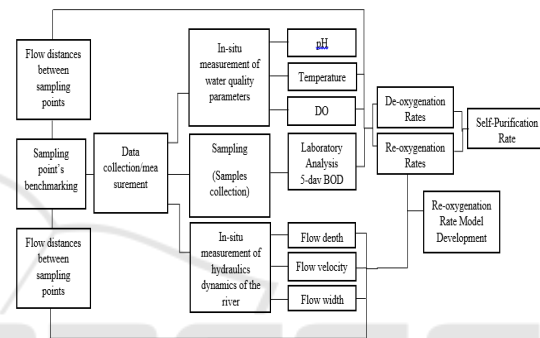 Flow distances
between
sampling
points
Sampling
point's
benchmarking
Flow distances
between
sampling
points
Data
collection/mea
surement
In-situ
measurement of
water quality
parameters
Sampling
(Samples
collection)
In-situ
measurement of
hydraulics
dynamics of the
river
pH
Temperature
DO
Laboratory
Analysis
5-day BOD
Flow depth
Flow velocity
Flow width
De-oxygenation
Rates
Re-oxygenation
Rates
Self-Purification
Rate
Re-oxygenation
Rate Model
Development